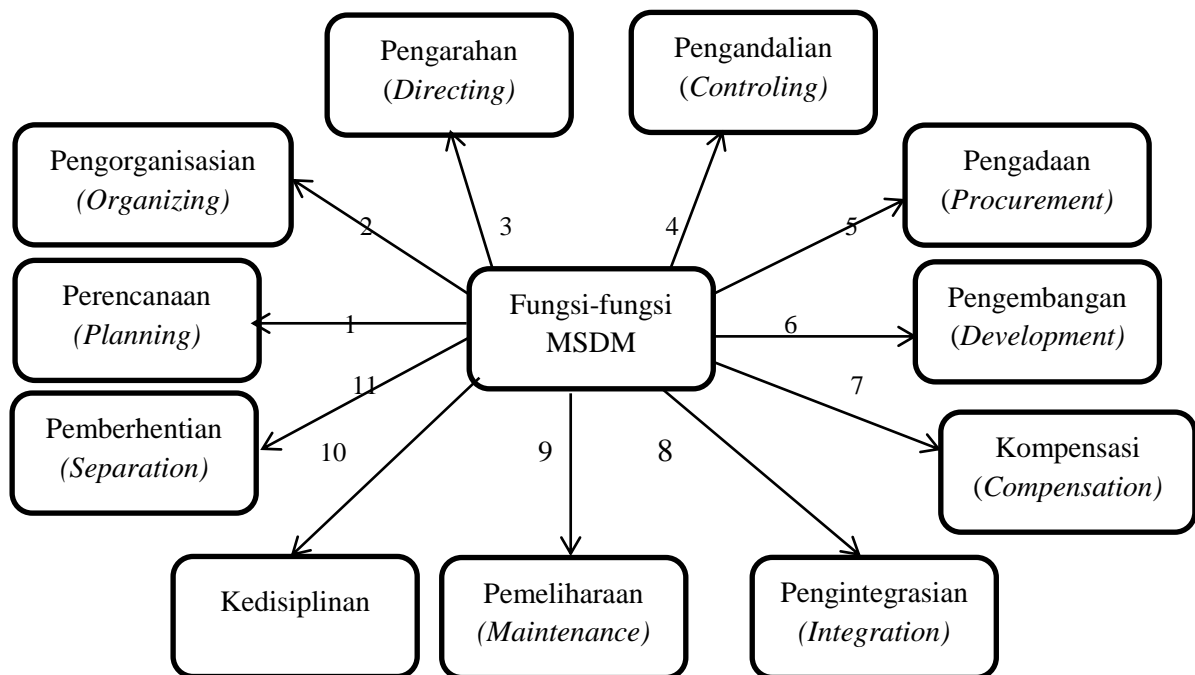 Pengarahan
(Directing)
Pengandalian
(Controling)
Pengorganisasian
(Organizing)
Pengadaan
(Procurement)
2
3
4
5
Perencanaan
(Planning)
Fungsi-fungsi
MSDM
Pengembangan
(Development)
1
6
11
7
Pemberhentian
(Separation)
10
9
8
Kompensasi
(Compensation)
Kedisiplinan
Pemeliharaan
(Maintenance)
Pengintegrasian
(Integration)